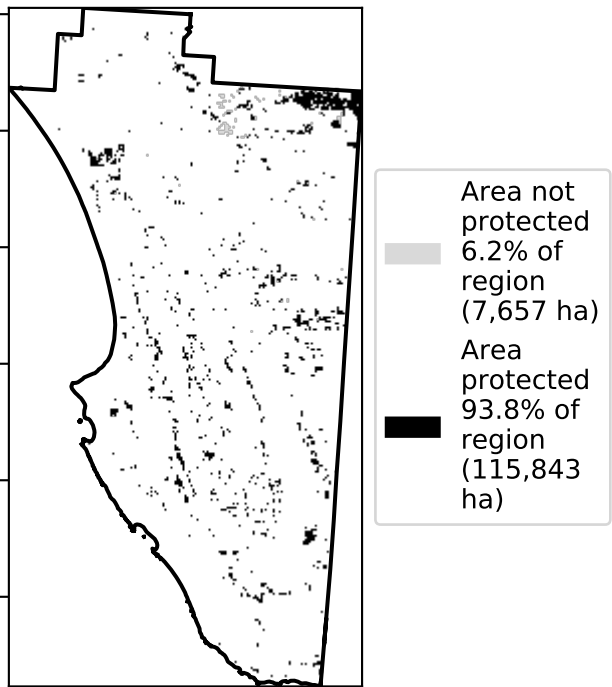 Area not
protected
6.2% of
region
(7,657 ha)
Area
protected
93.8% of
region
(115,843
ha)